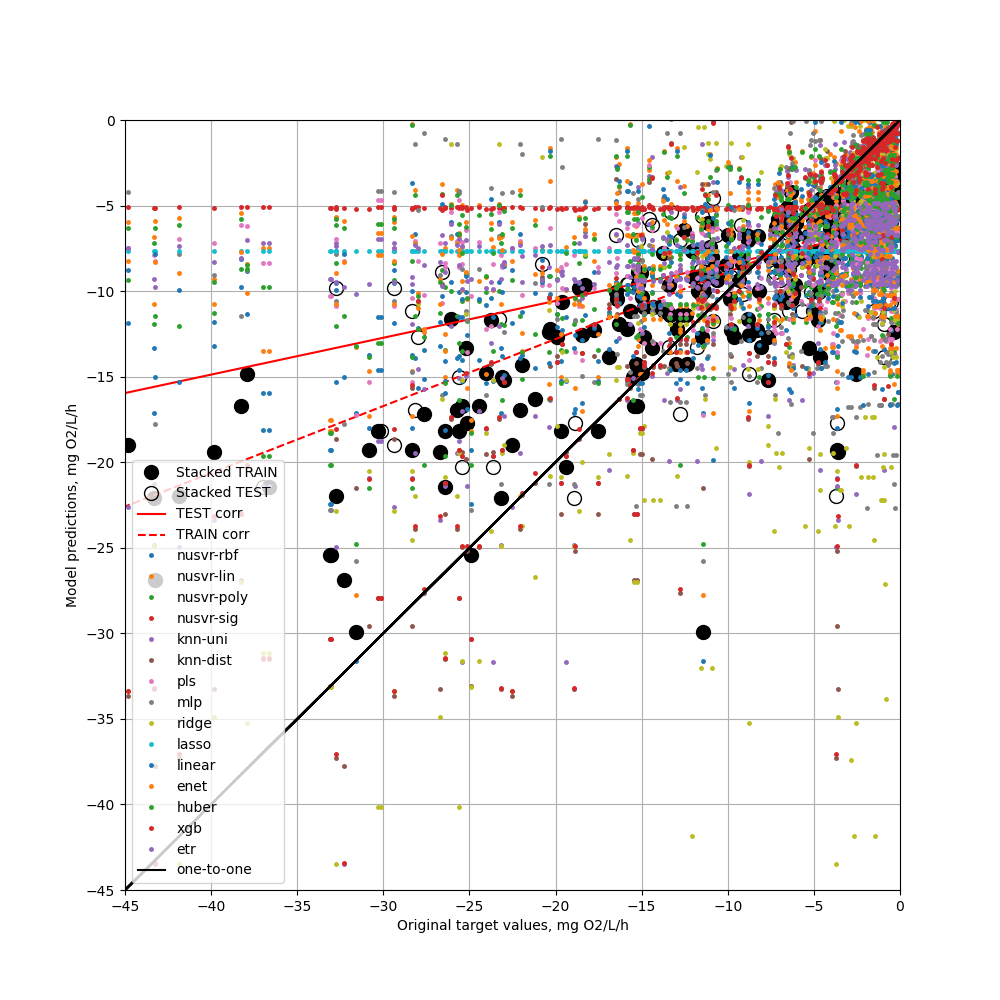 0
−5
−10
−15
−20
−25
−30
−35
−40
−45
Model predictions, mg O2/L/h
Stacked TRAIN
Stacked TEST
TEST corr
TRAIN corr
nusvr-rbf
nusvr-lin
nusvr-poly
nusvr-sig
knn-uni
knn-dist
pls
mlp
ridge
lasso
linear
enet
huber
xgb
etr
one-to-one
−45 −40 −35 −30 −25 −20 −15 −10 −5 0
Original target values, mg O2/L/h